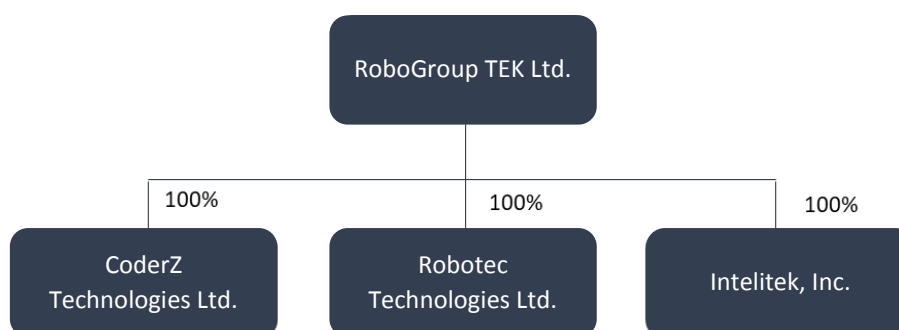 RoboGroup TEK Ltd.
100%
100%
100%
CoderZ
Technologies Ltd.
Robotec
Technologies Ltd.
Intelitek, Inc.